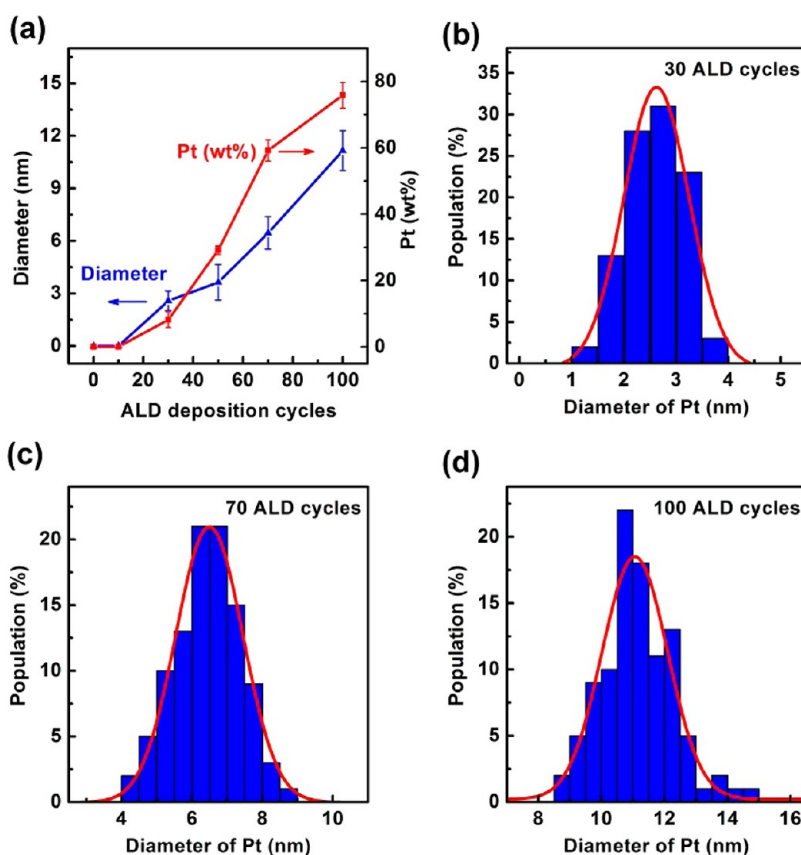 (a)
15
12
9
6
3
0
Diameter (nm)
80
60
40
20
0
Pt (wt%)
Pt (wt%)
Diameter
0 20 40 60 80 100
ALD deposition cycles
(b)
30 ALD cycles
35
30
25
20
15
10
5
0
Population (%)
0 1 2 3 4 5
Diameter of Pt (nm)
(c)
70 ALD cycles
20
15
10
5
0
Population (%)
4 6 8 10
Diameter of Pt (nm)
(d)
100 ALD cycles
20
15
10
5
0
Population (%)
8 10 12 14 16
Diameter of Pt (nm)